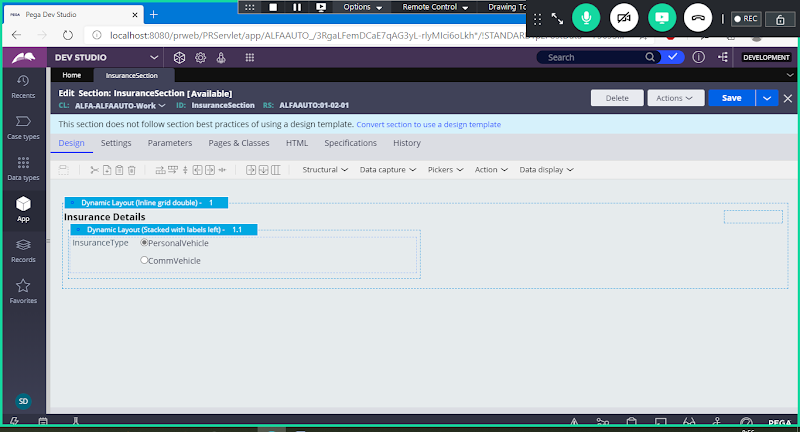 PEGA Pega Dev Studio
Options
Remote Control
Drawing To
REC
localhost:8080/prweb/PRServlet/app/ALFAAUTO_/3RgaLFemDCaE7qAG3yL-rlyMIci6oLkh*/!STANDARD
DEV STUDIO
Search
DEVELOPMENT
Home
InsuranceSection
Recents
Edit Section: InsuranceSection [Available]
CL: ALFA-ALFAAUTO-Work ID: InsuranceSection RS: ALFAAUTO:01-02-01
Delete
Actions
Save
Case types
This section does not follow section best practices of using a design template. Convert section to use a design template
Design Settings Parameters Pages & Classes HTML Specifications History
Data types
Structural Data capture Pickers Action Data display
App
Dynamic Layout (Inline grid double) - 1
Insurance Details
Dynamic Layout (Stacked with labels left) - 1.1
InsuranceType PersonalVehicle
CommVehicle
Records
Favorites
SD
PEGA